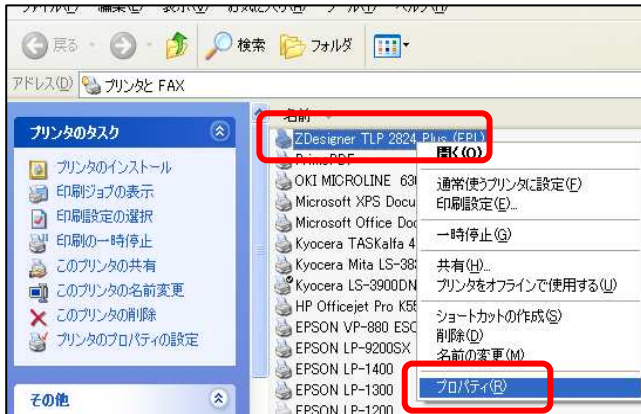 戻る
検索
フォルダ
アドレス(D) プリンタと FAX
名前
プリンタのタスク
プリンタのインストール
印刷ジョブの表示
印刷設定の選択
印刷の一時停止
このプリンタの共有
このプリンタの名前変更
このプリンタの削除
プリンタのプロパティの設定
その他
ZDesigner TLP 2824 Plus (EPL)
PrimoPDF
OKI MICROLINE
Microsoft XPS Docu
Microsoft Office Doc
Kyocera TASKalfa 4
Kyocera Mita LS-38
Kyocera LS-3900DN
HP Officejet Pro K55
EPSON VP-880 ESC
EPSON LP-9200SX
EPSON LP-1400
EPSON LP-1300
EPSON LP-1200
開く(O)
通常使うプリンタに設定(F)
印刷設定(E)...
一時停止(G)
共有(H)...
プリンタをオフラインで使用する(U)
ショートカットの作成(S)
削除(D)
名前の変更(M)
プロパティ(R)